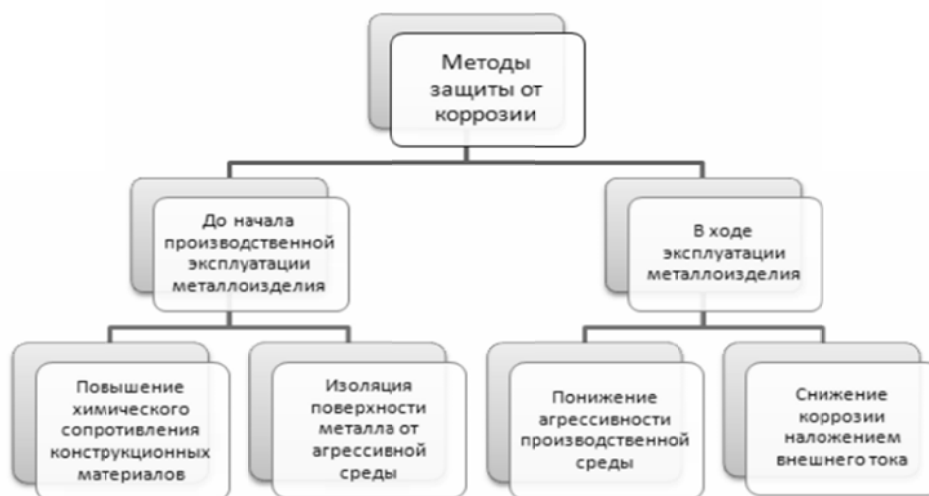 Методы
защиты от
коррозии
До начала
производственной
эксплуатации
металлоизделия
В ходе
эксплуатации
металлоизделия
Повышение
химического
сопротивления
конструкционных
материалов
Изоляция
поверхности
металла от
агрессивной
среды
Понижение
агрессивности
производственной
среды
Снижение
коррозии
наложением
внешнего тока